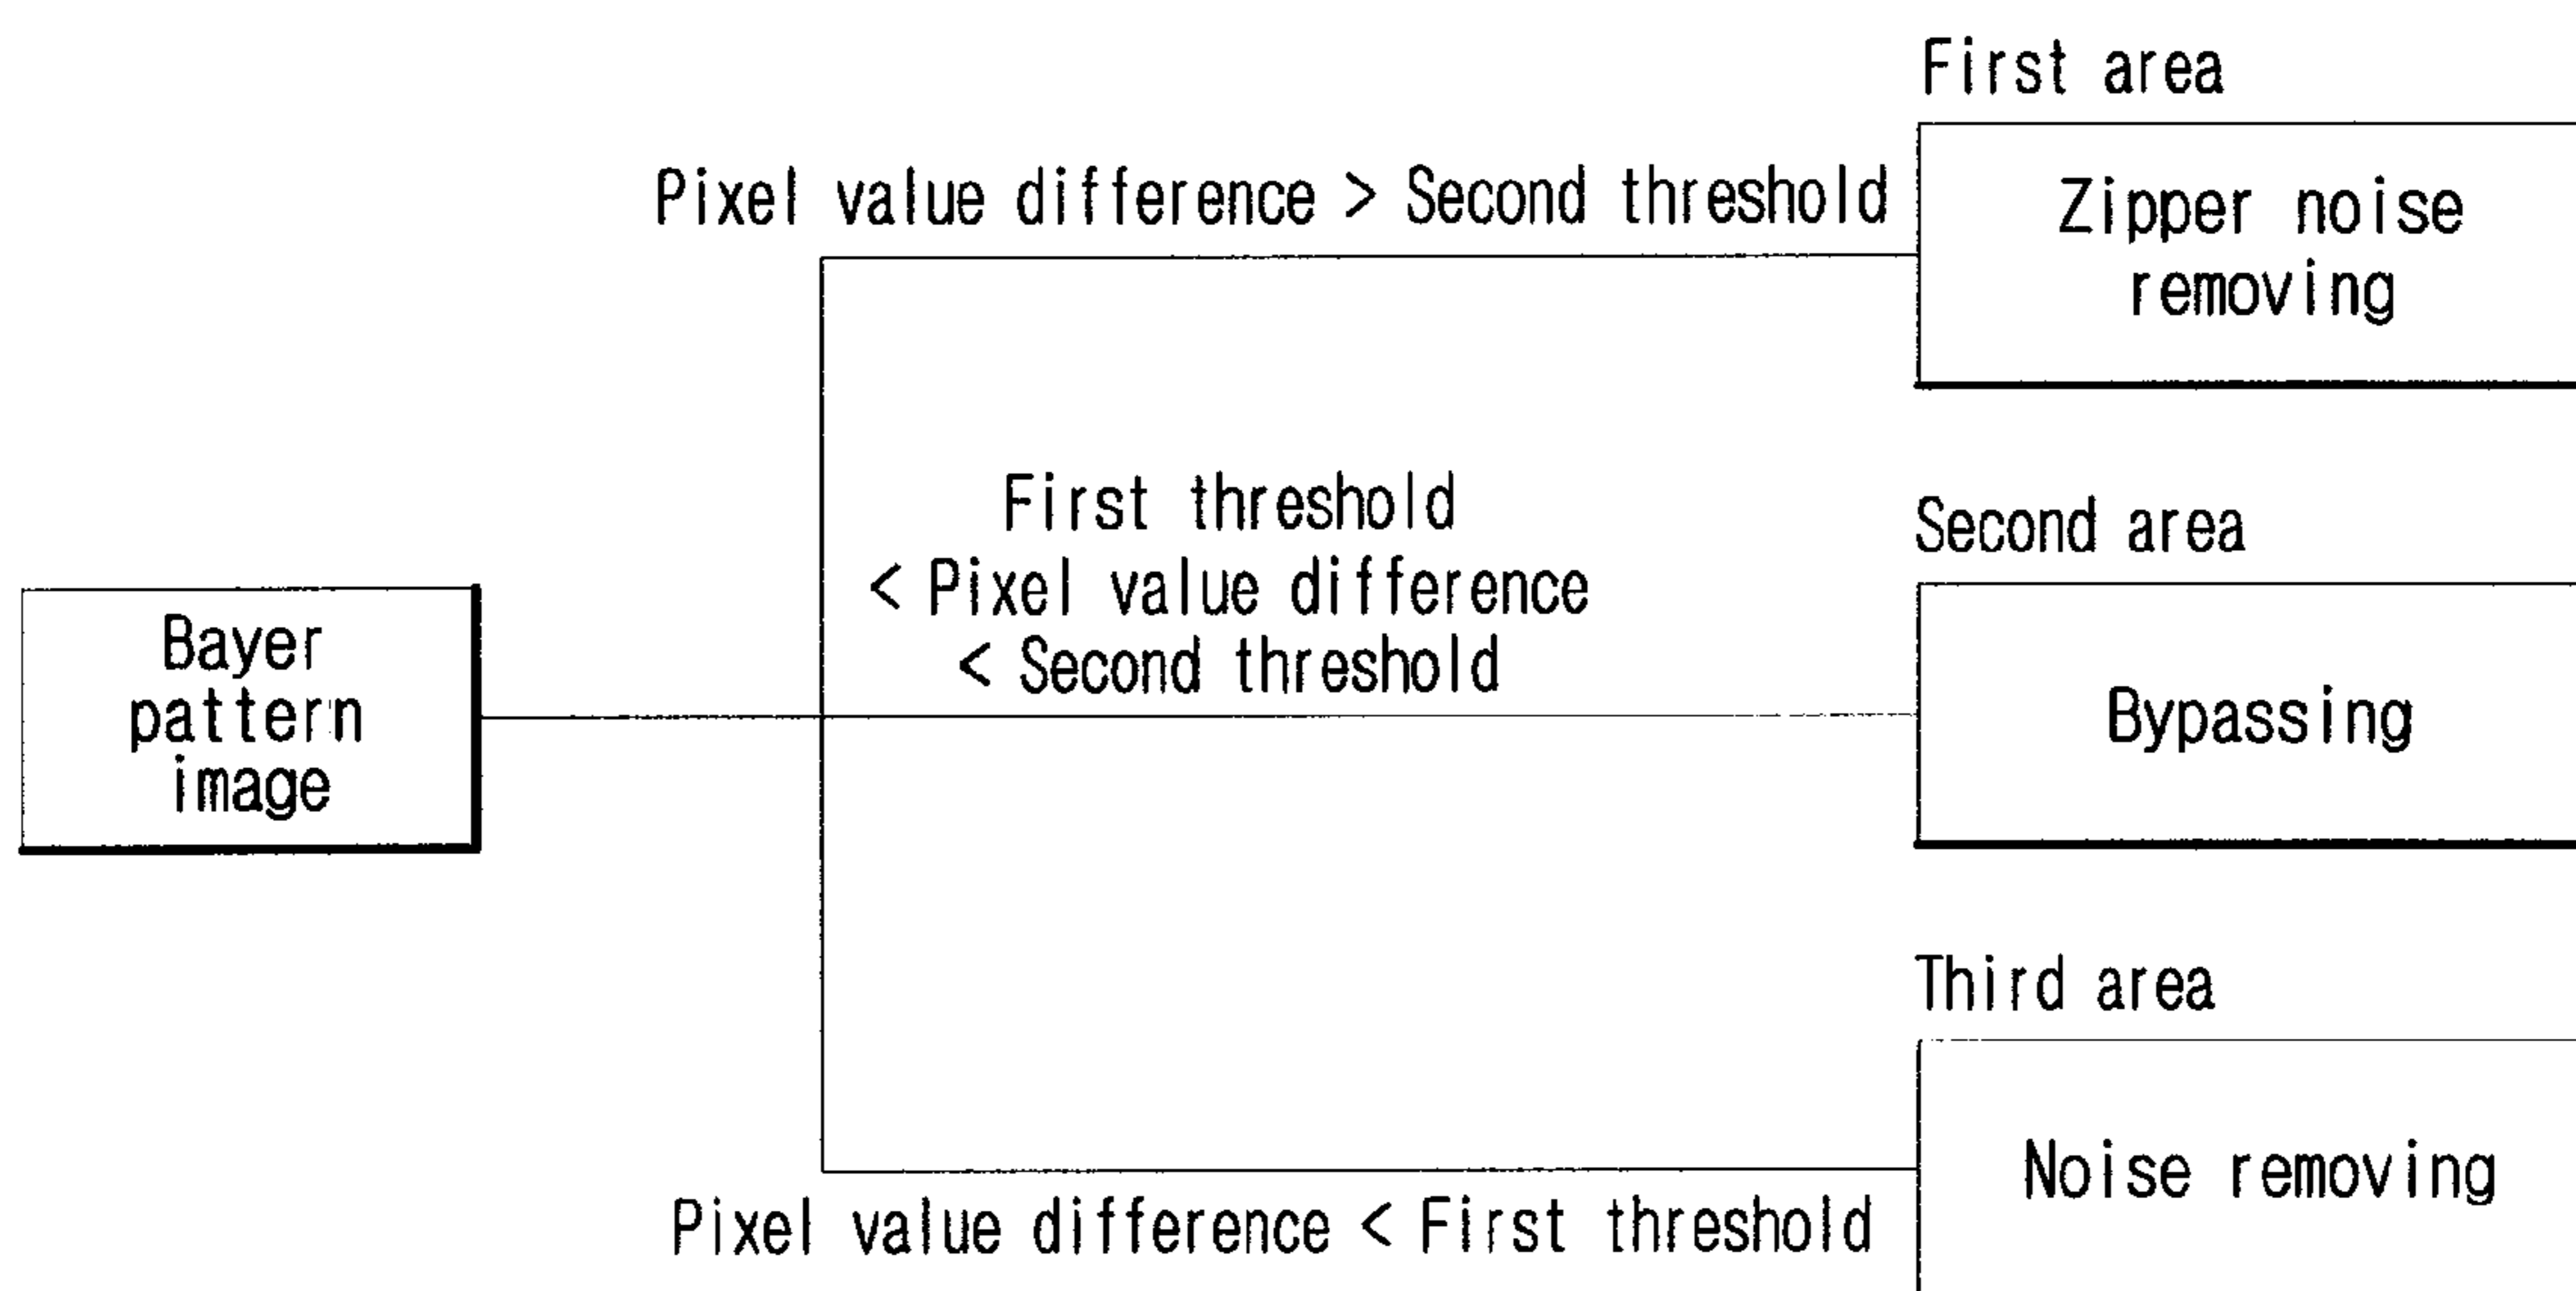 First area
Pixel value difference > Second threshold
Zipper noise
removing
First threshold
< Pixel value difference
< Second threshold
Second area
Bayer
pattern
image
Bypassing
Third area
Noise removing
Pixel value difference < First threshold